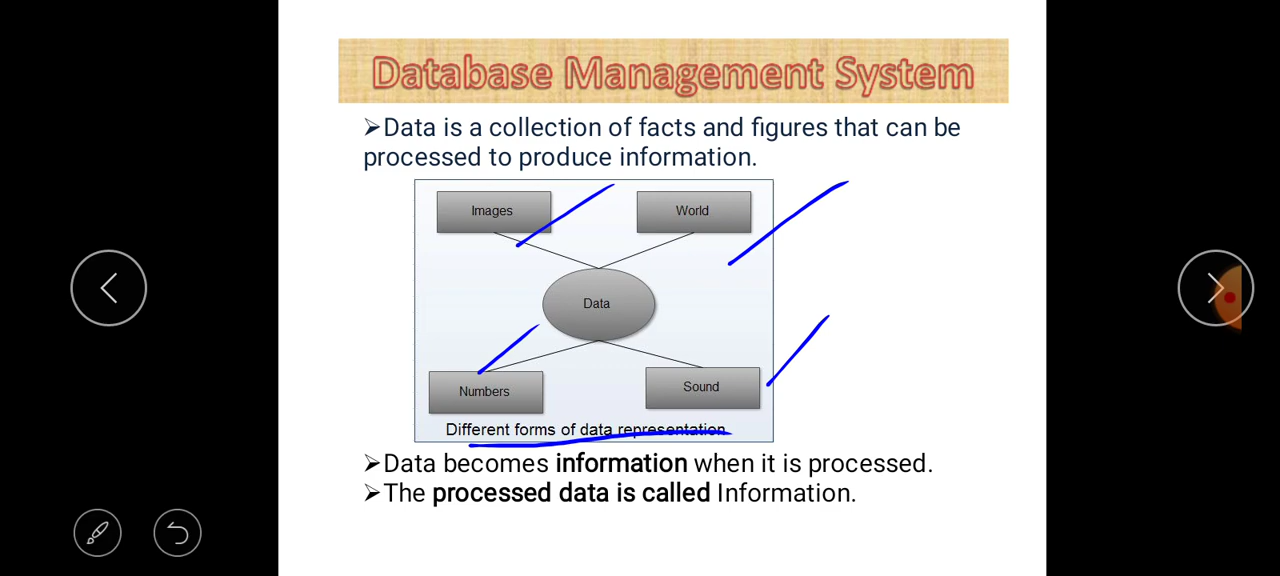 Database Management System
➢Data is a collection of facts and figures that can be
processed to produce information.
Images
World
Data
Numbers
Sound
Different forms of data representation
➢Data becomes information when it is processed.
➢The processed data is called Information.